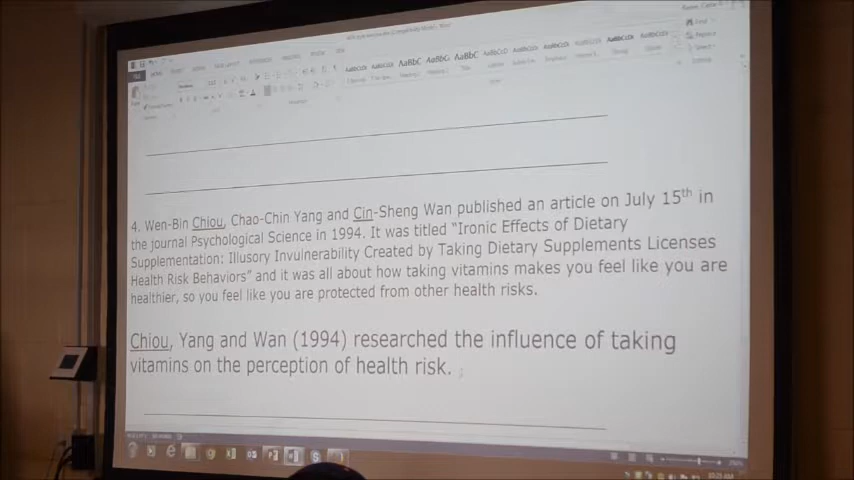 4. Wen-Bin Chiou, Chao-Chin Yang and Cin-Sheng Wan published an article on July 15th in
the journal Psychological Science in 1994. It was titled "Ironic Effects of Dietary
Supplementation: Illusory Invulnerability Created by Taking Dietary Supplements Licenses
Health Risk Behaviors" and it was all about how taking vitamins makes you feel like you are
healthier, so you feel like you are protected from other health risks.
Chiou, Yang and Wan (1994) researched the influence of taking
vitamins on the perception of health risk.